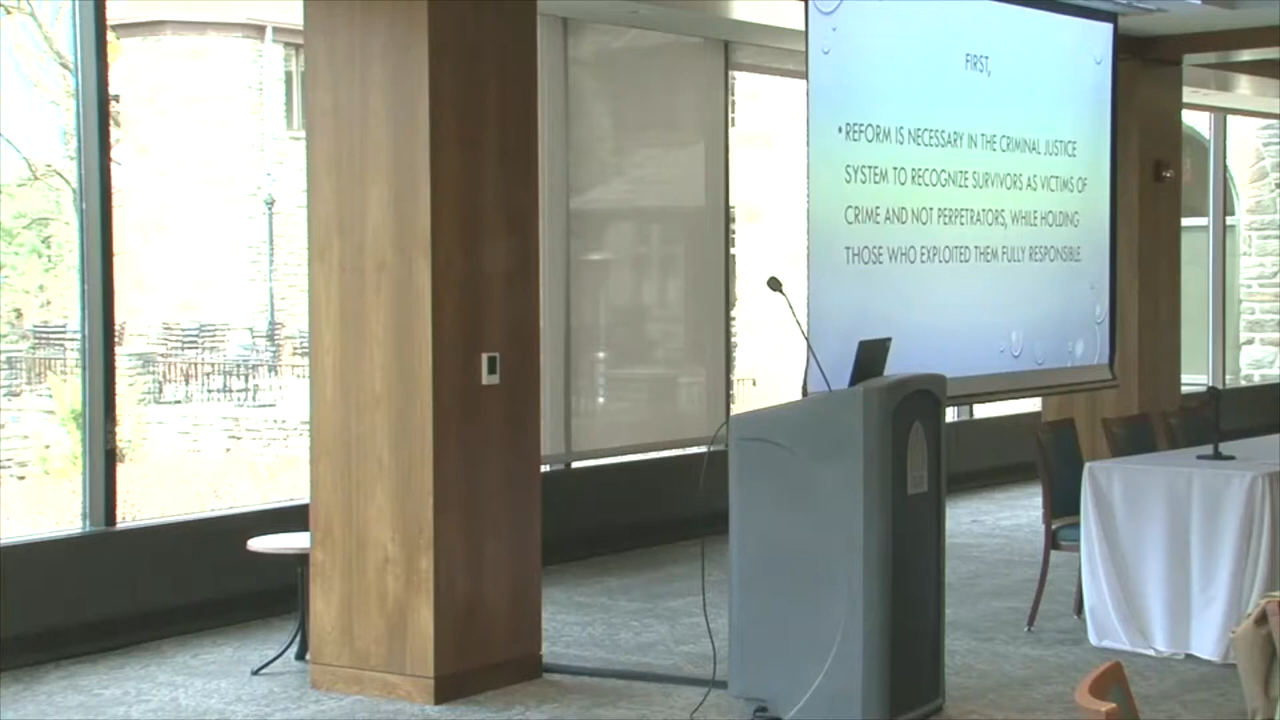 FIRST,
• REFORM IS NECESSARY IN THE CRIMINAL JUSTICE
SYSTEM TO RECOGNIZE SURVIVORS AS VICTIMS OF
CRIME AND NOT PERPETRATORS, WHILE HOLDING
THOSE WHO EXPLOITED THEM FULLY RESPONSIBLE.